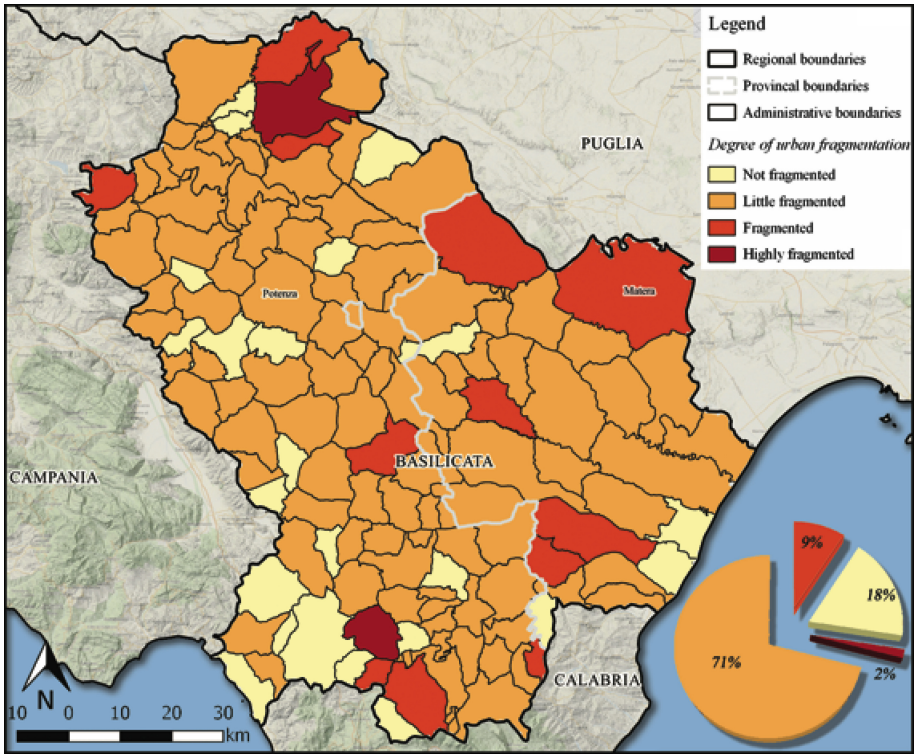 Legend
Regional boundaries
Provineal boundaries
Administrative boundaries
Degree of urban fragmentation
Not fragmented
Little fragmented
Fragmented
Highly fragmented
PUGLIA
Matera
Potenza
BASILICATA
CAMPANIA
CALABRIA
9%
18%
71%
2%
N
10 0 10 20 30
km